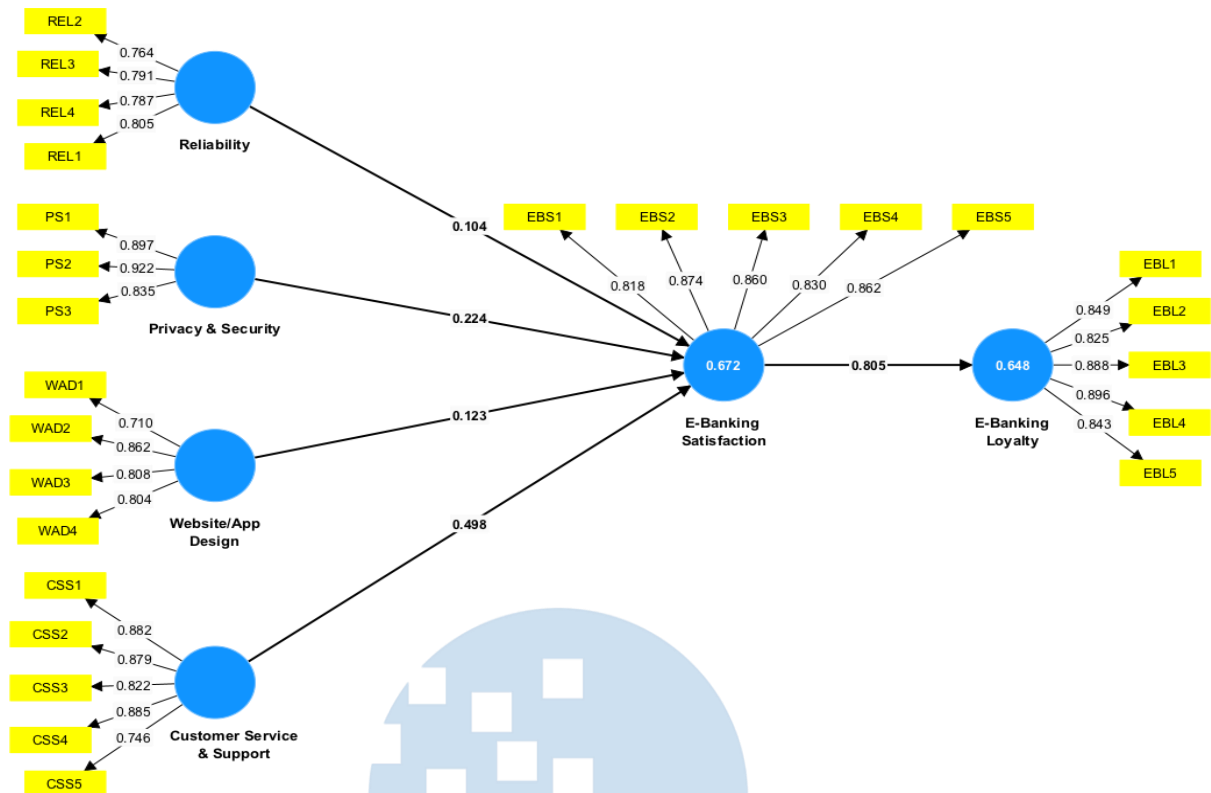 REL2
0.764
REL3
0.791
REL4
0.787
REL1
0.805
Reliability
0.104
PS1
0.897
PS2
0.922
PS3
0.835
Privacy & Security
0.224
EBS1
EBS2
EBS3
EBS4
EBS5
0.818
0.874
0.860
0.830
0.862
0.672
E-Banking
Satisfaction
0.805
0.648
E-Banking
Loyalty
EBL1
0.849
EBL2
0.825
EBL3
0.888
EBL4
0.896
EBL5
0.843
WAD1
0.710
WAD2
0.862
WAD3
0.808
WAD4
0.804
Website/App
Design
0.123
CSS1
0.882
CSS2
0.879
CSS3
0.822
CSS4
0.885
CSS5
0.746
Customer Service
& Support
0.498